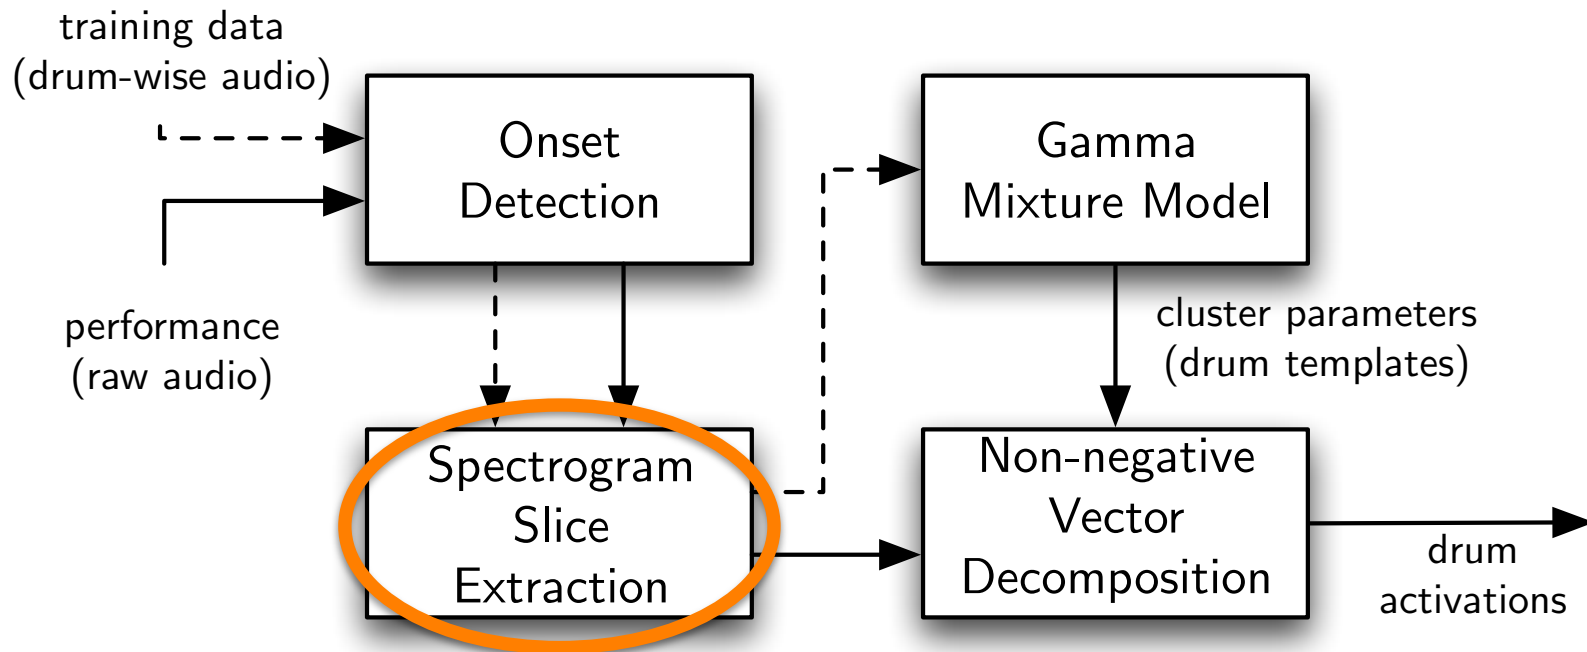 training data
(drum-wise audio)
Onset
Detection
Gamma
Mixture Model
performance
(raw audio)
cluster parameters
(drum templates)
Spectrogram
Slice
Extraction
Non-negative
Vector
Decomposition
drum
activations